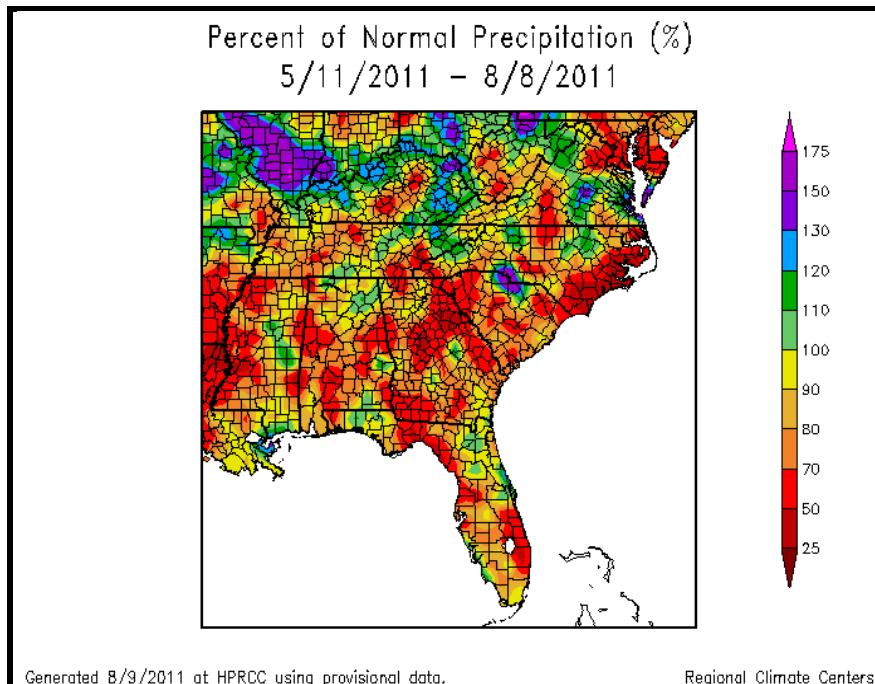 Percent of Normal Precipitation (%)
5/11/2011 – 8/8/2011
175
150
130
120
110
100
90
80
70
50
25
Generated 8/9/2011 at HPRCC using provisional data.
Regional Climate Centers